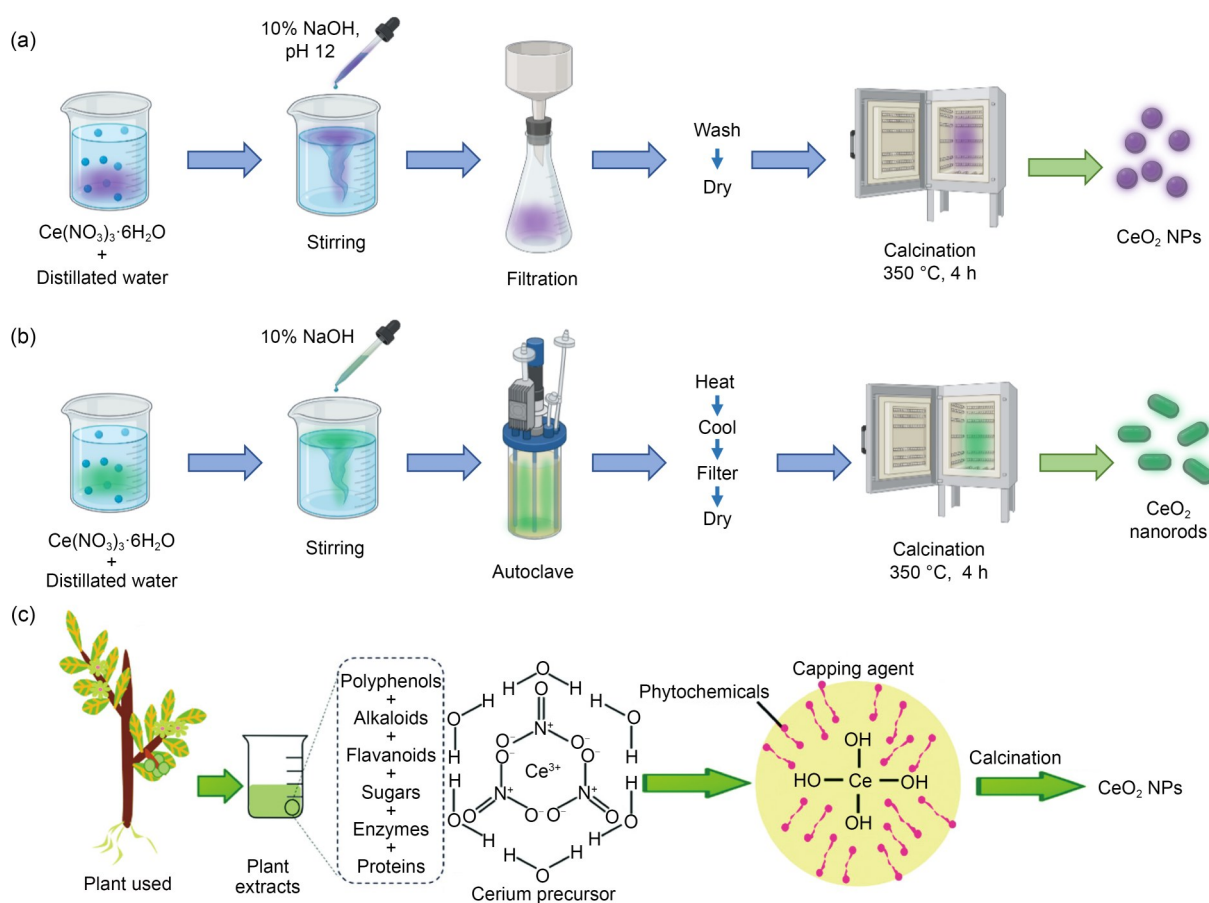 (a)
10% NaOH,
pH 12
Ce(NO₃)₃·6H₂O
+
Distillated water
Stirring
Filtration
Wash
Dry
Calcination
350 °C, 4 h
CeO₂ NPs
(b)
10% NaOH
Ce(NO₃)₃·6H₂O
+
Distillated water
Stirring
Autoclave
Heat
Cool
Filter
Dry
Calcination
350 °C, 4 h
CeO₂
nanorods
(c)
Plant used
Plant
extracts
Polyphenols
+
Alkaloids
+
Flavanoids
+
Sugars
+
Enzymes
+
Proteins
O
H H
O
O H
H
H
O
H
N⁺
O⁻ O⁻
O⁻ O⁻
Ce³⁺
N⁺ N⁺
O O⁻ O⁻ O
H
O
H
H
O
H
H H
O
Cerium precursor
Capping agent
Phytochemicals
OH
HO Ce OH
OH
Calcination
CeO₂ NPs